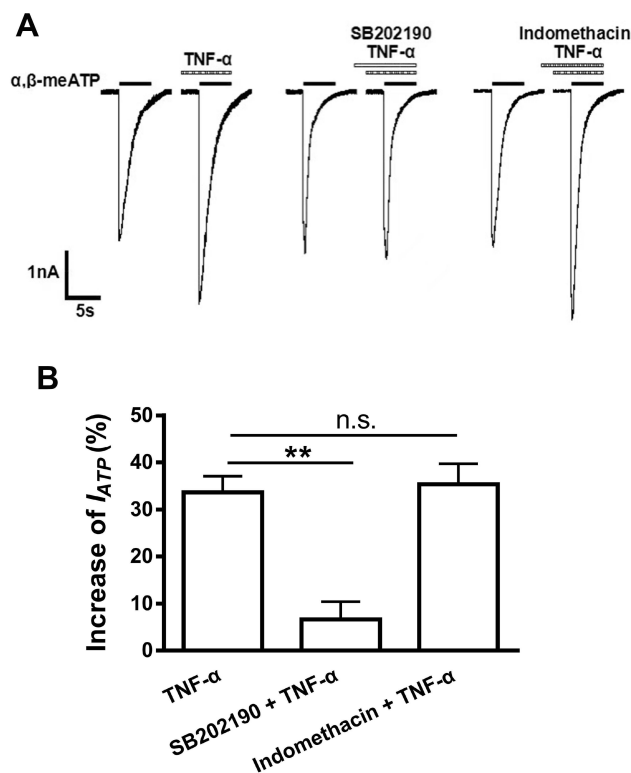 A
SB202190
Indomethacin
TNF-α
TNF-α
TNF-α
α,β-meATP
1nA
5s
B
Increase of I_ATP (%)
50
40
30
20
10
0
n.s.
**
TNF-α
SB202190 + TNF-α
Indomethacin + TNF-α